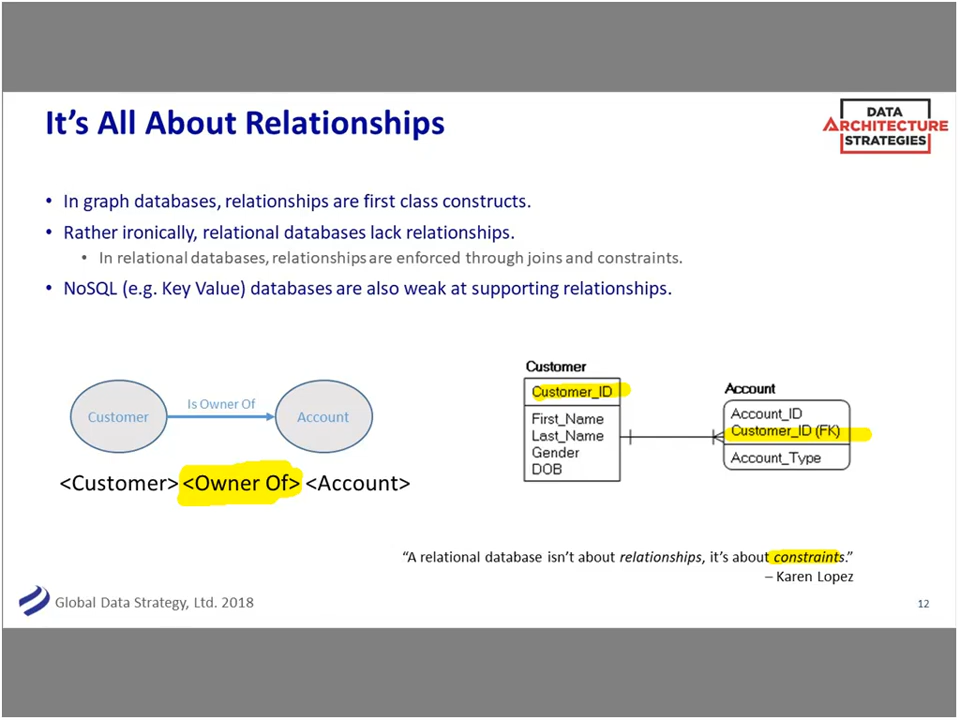 It's All About Relationships
DATA
ARCHITECTURE
STRATEGIES
• In graph databases, relationships are first class constructs.
• Rather ironically, relational databases lack relationships.
• In relational databases, relationships are enforced through joins and constraints.
• NoSQL (e.g. Key Value) databases are also weak at supporting relationships.
Customer
Is Owner Of
Account
<Customer> <Owner Of> <Account>
Customer
Customer_ID
First_Name
Last_Name
Gender
DOB
Account
Account_ID
Customer_ID (FK)
Account_Type
“A relational database isn't about relationships, it's about constraints.”
– Karen Lopez
Global Data Strategy, Ltd. 2018
12